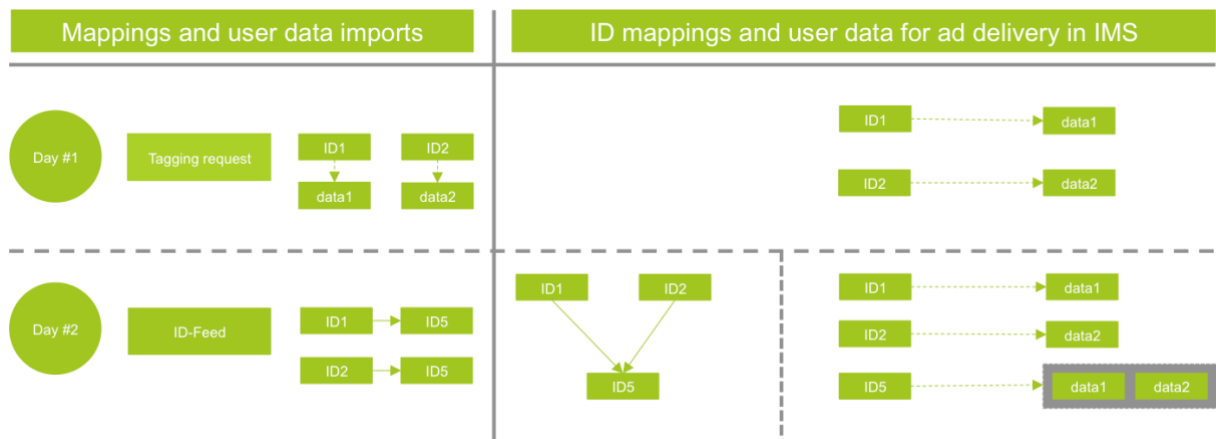 Mappings and user data imports
ID mappings and user data for ad delivery in IMS
Day #1
Tagging request
ID1
ID2
data1
data2
ID1
data1
ID2
data2
Day #2
ID-Feed
ID1
ID5
ID2
ID5
ID1
ID2
ID5
ID1
data1
ID2
data2
ID5
data1
data2